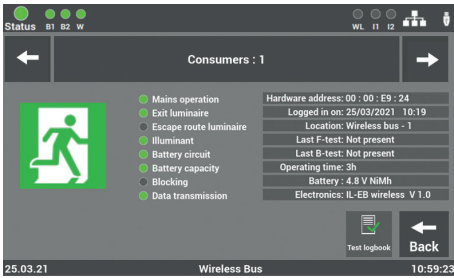 Status B1 B2 W WL I1 I2
Consumers : 1
Mains operation
Exit luminaire
Escape route luminaire
Illuminant
Battery circuit
Battery capacity
Blocking
Data transmission
Hardware address: 00 : 00 : E9 : 24
Logged in on: 25/03/2021 10:19
Location: Wireless bus - 1
Last F-test: Not present
Last B-test: Not present
Operating time: 3h
Battery : 4.8 V NiMh
Electronics: IL-EB wireless V 1.0
Test logbook
Back
25.03.21 Wireless Bus 10:59:23